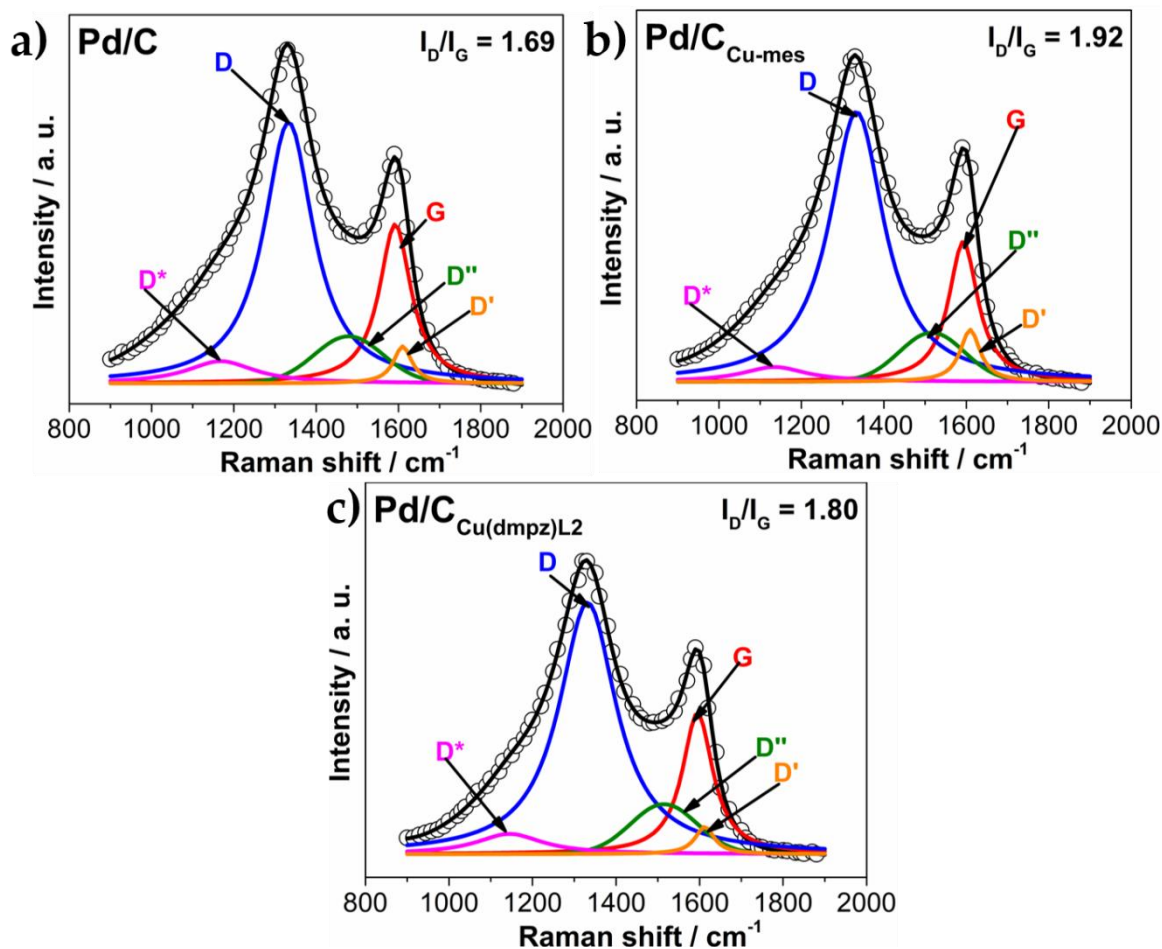 a) Pd/C I_D/I_G = 1.69
D
G
D*
D"
D'
Intensity / a. u.
800 1000 1200 1400 1600 1800 2000
Raman shift / cm⁻¹
b) Pd/C_Cu-mes I_D/I_G = 1.92
D
G
D"
D*
D'
Intensity / a. u.
800 1000 1200 1400 1600 1800 2000
Raman shift / cm⁻¹
c) Pd/C_Cu(dmpz)L2 I_D/I_G = 1.80
D
G
D*
D"
D'
Intensity / a. u.
800 1000 1200 1400 1600 1800 2000
Raman shift / cm⁻¹